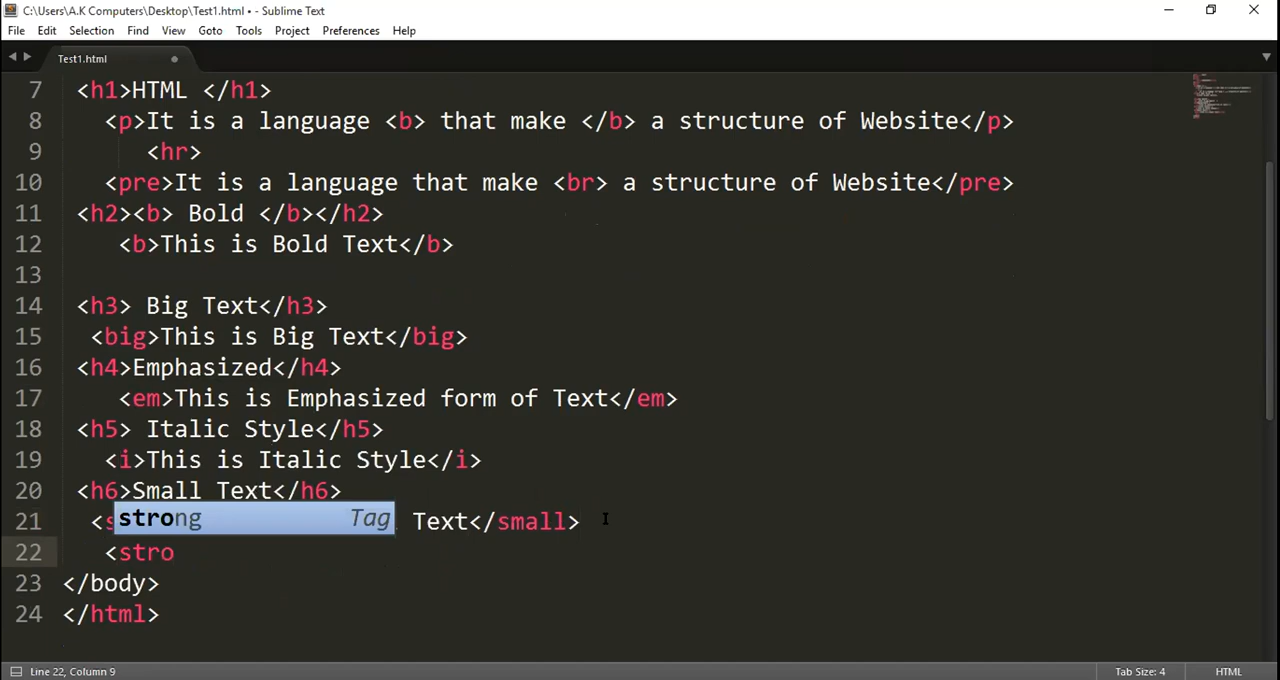 C:\Users\A.K Computers\Desktop\Test1.html • - Sublime Text
File Edit Selection Find View Goto Tools Project Preferences Help
Test1.html
7 <h1>HTML </h1>
8 <p>It is a language <b> that make </b> a structure of Website</p>
9 <hr>
10 <pre>It is a language that make <br> a structure of Website</pre>
11 <h2><b> Bold </b></h2>
12 <b>This is Bold Text</b>
13
14 <h3> Big Text</h3>
15 <big>This is Big Text</big>
16 <h4>Emphasized</h4>
17 <em>This is Emphasized form of Text</em>
18 <h5> Italic Style</h5>
19 <i>This is Italic Style</i>
20 <h6>Small Text</h6>
strong Tag
21 <s Text</small>
22 <stro
23 </body>
24 </html>
Line 22, Column 9 Tab Size: 4 HTML